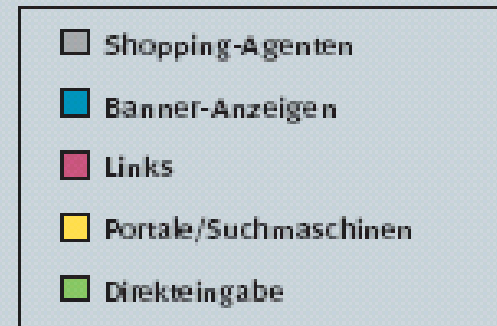 Shopping-Agenten
Banner-Anzeigen
Links
Portale/Suchmaschinen
Direkteingabe